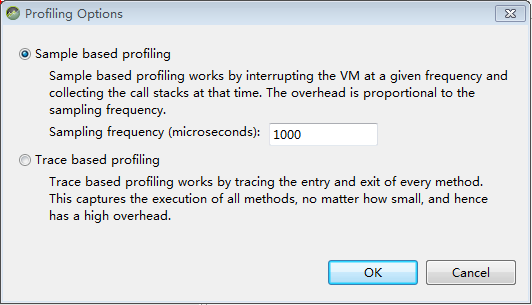 Profiling Options
Sample based profiling
Sample based profiling works by interrupting the VM at a given frequency and
collecting the call stacks at that time. The overhead is proportional to the
sampling frequency.
Sampling frequency (microseconds): 1000
Trace based profiling
Trace based profiling works by tracing the entry and exit of every method.
This captures the execution of all methods, no matter how small, and hence
has a high overhead.
OK Cancel